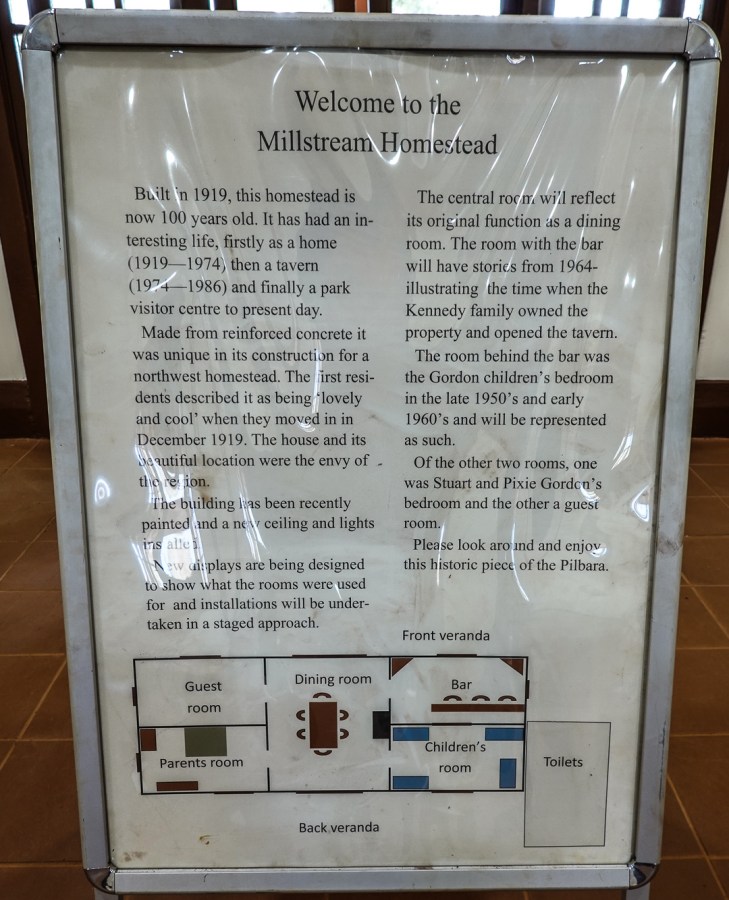 Welcome to the
Millstream Homestead
Built in 1919, this homestead is
now 100 years old. It has had an in-
teresting life, firstly as a home
(1919—1974) then a tavern
(1974—1986) and finally a park
visitor centre to present day.
Made from reinforced concrete it
was unique in its construction for a
northwest homestead. The first resi-
dents described it as being 'lovely
and cool' when they moved in in
December 1919. The house and its
beautiful location were the envy of
the region.
The building has been recently
painted and a new ceiling and lights
installed.
New displays are being designed
to show what the rooms were used
for and installations will be under-
taken in a staged approach.
The central room will reflect
its original function as a dining
room. The room with the bar
will have stories from 1964-
illustrating the time when the
Kennedy family owned the
property and opened the tavern.
The room behind the bar was
the Gordon children's bedroom
in the late 1950's and early
1960's and will be represented
as such.
Of the other two rooms, one
was Stuart and Pixie Gordon's
bedroom and the other a guest
room.
Please look around and enjoy
this historic piece of the Pilbara.
Front veranda
Guest
room
Dining room
Bar
Parents room
Children's
room
Toilets
Back veranda